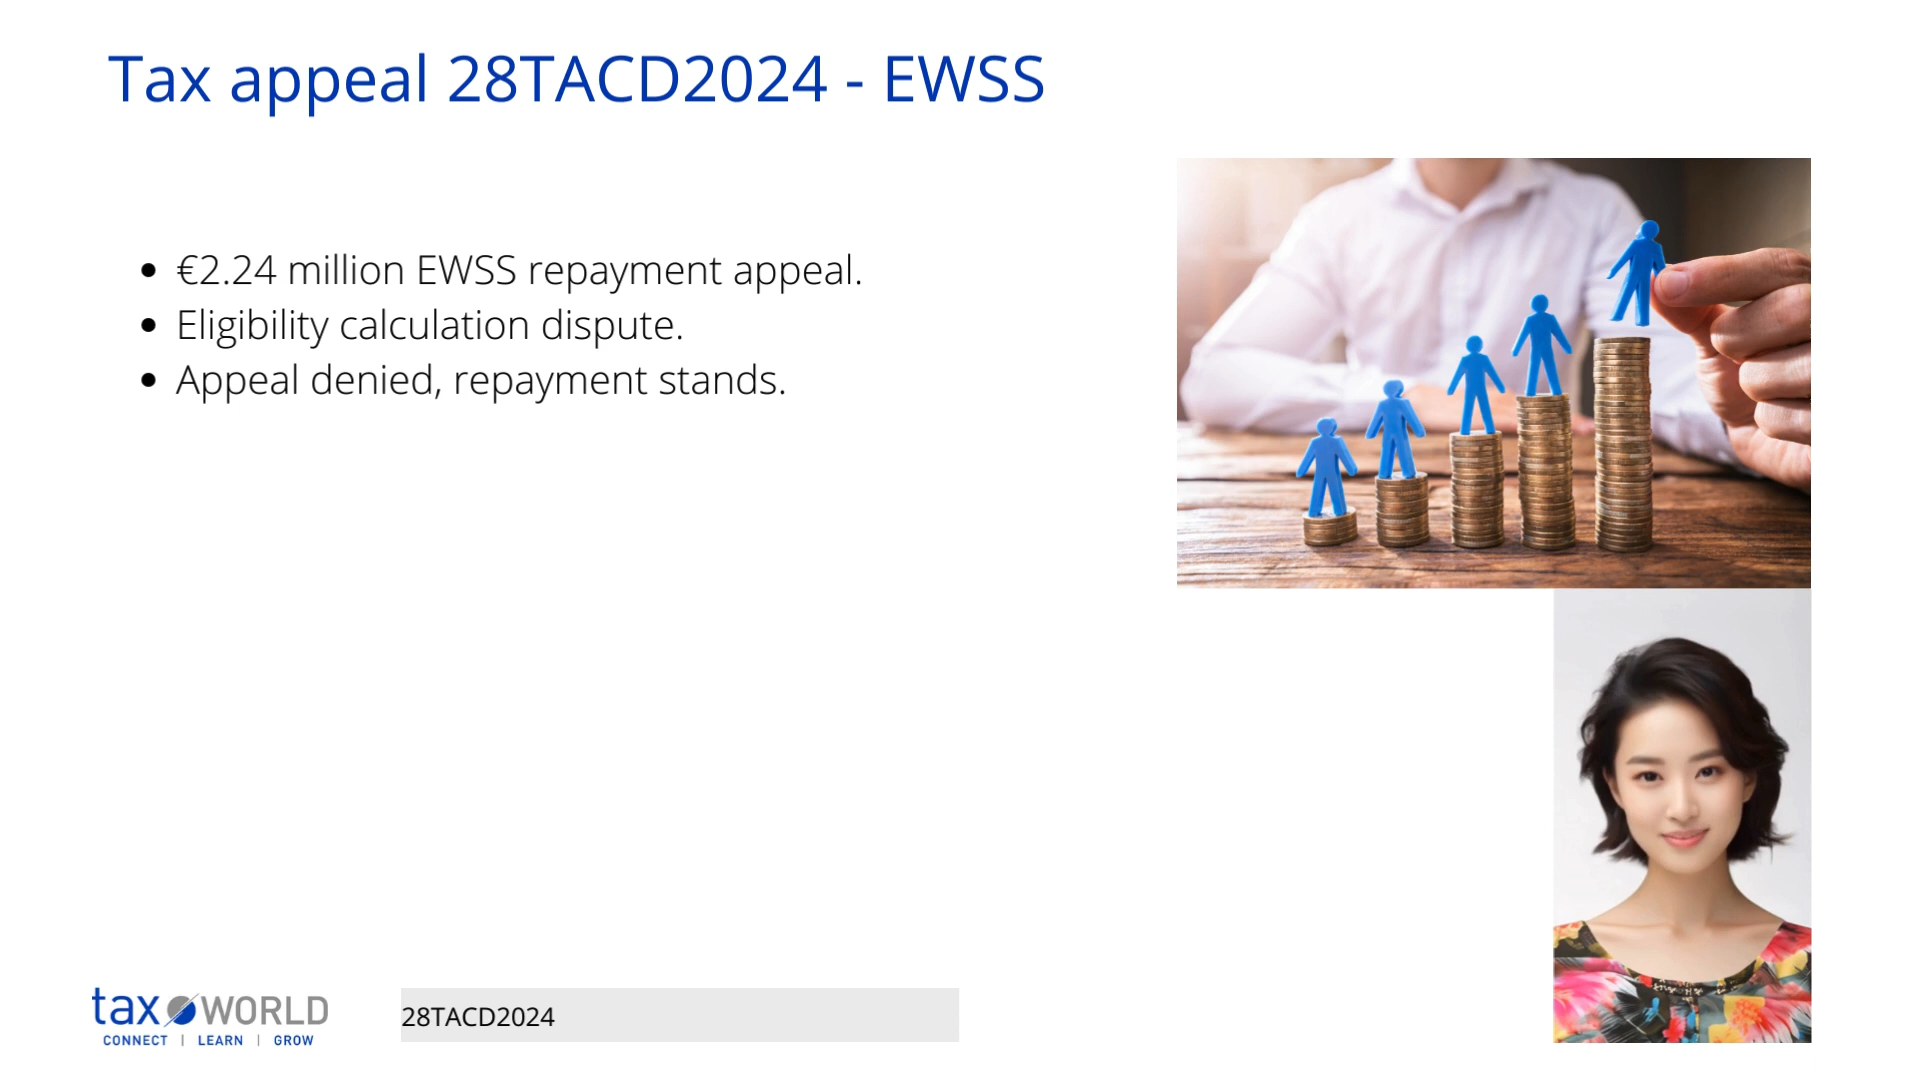 Tax appeal 28TACD2024 - EWSS
• €2.24 million EWSS repayment appeal.
• Eligibility calculation dispute.
• Appeal denied, repayment stands.
tax WORLD
CONNECT | LEARN | GROW
28TACD2024